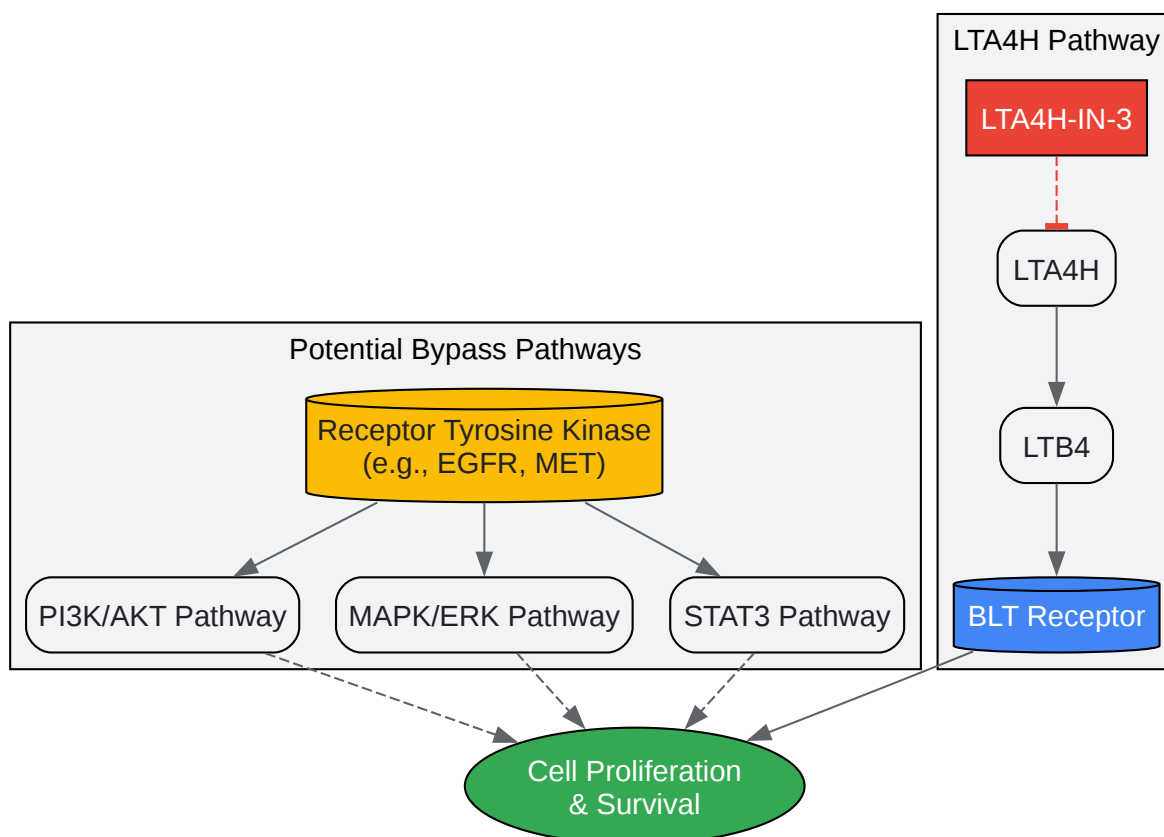 LTA4H Pathway
LTA4H-IN-3
LTA4H
Potential Bypass Pathways
Receptor Tyrosine Kinase
(e.g., EGFR, MET)
LTB4
PI3K/AKT Pathway
MAPK/ERK Pathway
STAT3 Pathway
BLT Receptor
Cell Proliferation
& Survival